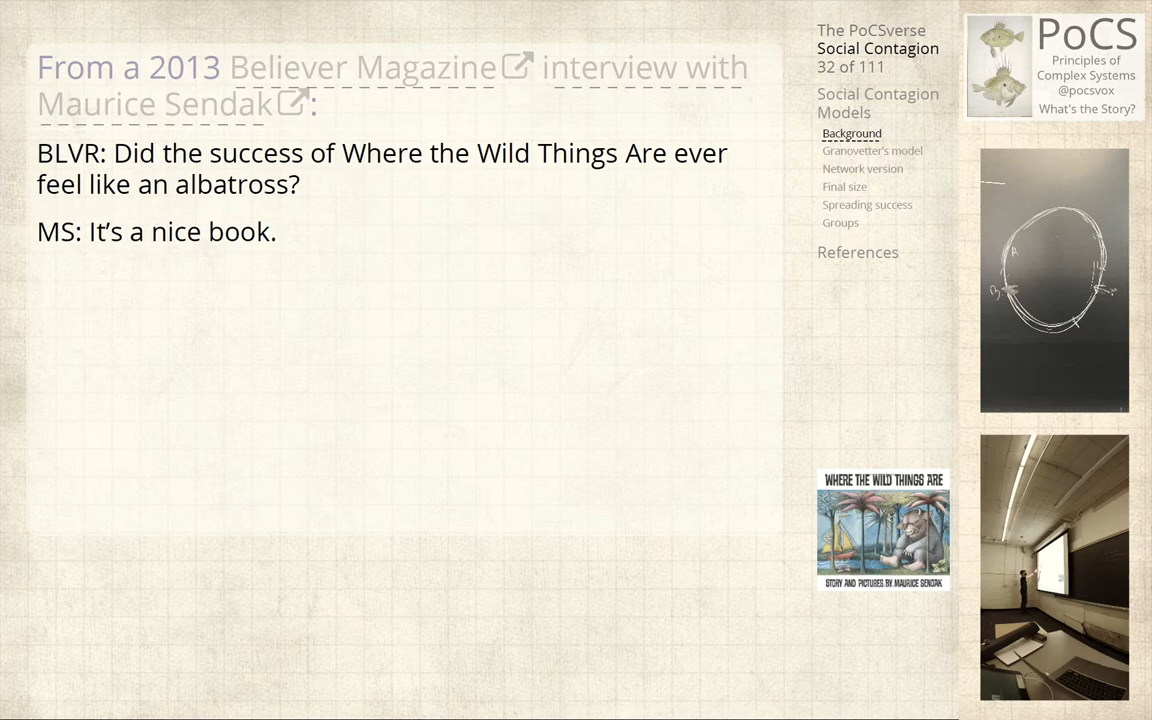 From a 2013 Believer Magazine interview with
Maurice Sendak :
BLVR: Did the success of Where the Wild Things Are ever
feel like an albatross?
MS: It's a nice book.
The PoCSverse
Social Contagion
32 of 111
Social Contagion
Models
Background
Granovetter's model
Network version
Final size
Spreading success
Groups
References
WHERE THE WILD THINGS ARE
STORY AND PICTURES BY MAURICE SENDAK
PoCS
Principles of
Complex Systems
@pocsvox
What's the Story?
A
B